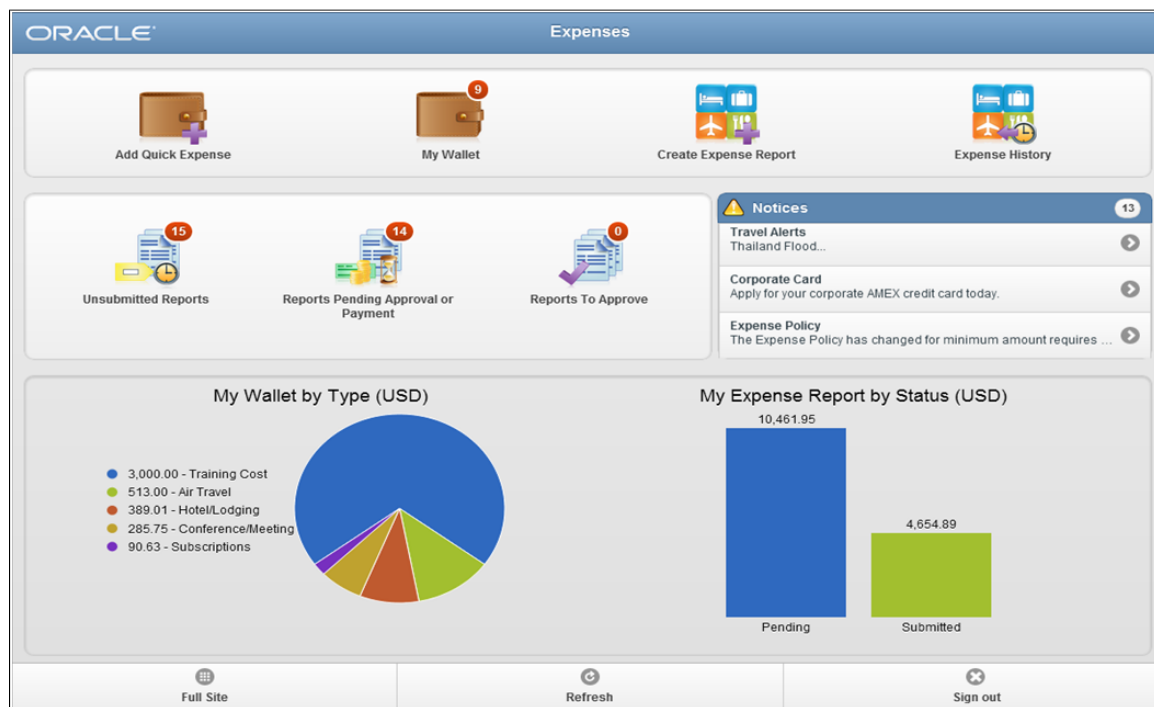 ORACLE
Expenses
9
Add Quick Expense
My Wallet
Create Expense Report
Expense History
15
14
0
Unsubmitted Reports
Reports Pending Approval or
Payment
Reports To Approve
Notices
13
Travel Alerts
Thailand Flood...
Corporate Card
Apply for your corporate AMEX credit card today.
Expense Policy
The Expense Policy has changed for minimum amount requires ...
My Wallet by Type (USD)
3,000.00 - Training Cost
513.00 - Air Travel
389.01 - Hotel/Lodging
285.75 - Conference/Meeting
90.63 - Subscriptions
My Expense Report by Status (USD)
10,461.95
4,654.89
Pending
Submitted
Full Site
Refresh
Sign out